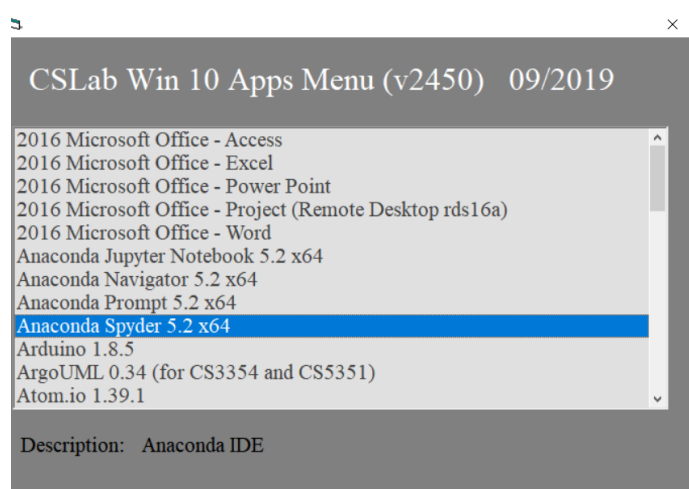 CSLab Win 10 Apps Menu (v2450) 09/2019
2016 Microsoft Office - Access
2016 Microsoft Office - Excel
2016 Microsoft Office - Power Point
2016 Microsoft Office - Project (Remote Desktop rds16a)
2016 Microsoft Office - Word
Anaconda Jupyter Notebook 5.2 x64
Anaconda Navigator 5.2 x64
Anaconda Prompt 5.2 x64
Anaconda Spyder 5.2 x64
Arduino 1.8.5
ArgoUML 0.34 (for CS3354 and CS5351)
Atom.io 1.39.1
Description: Anaconda IDE